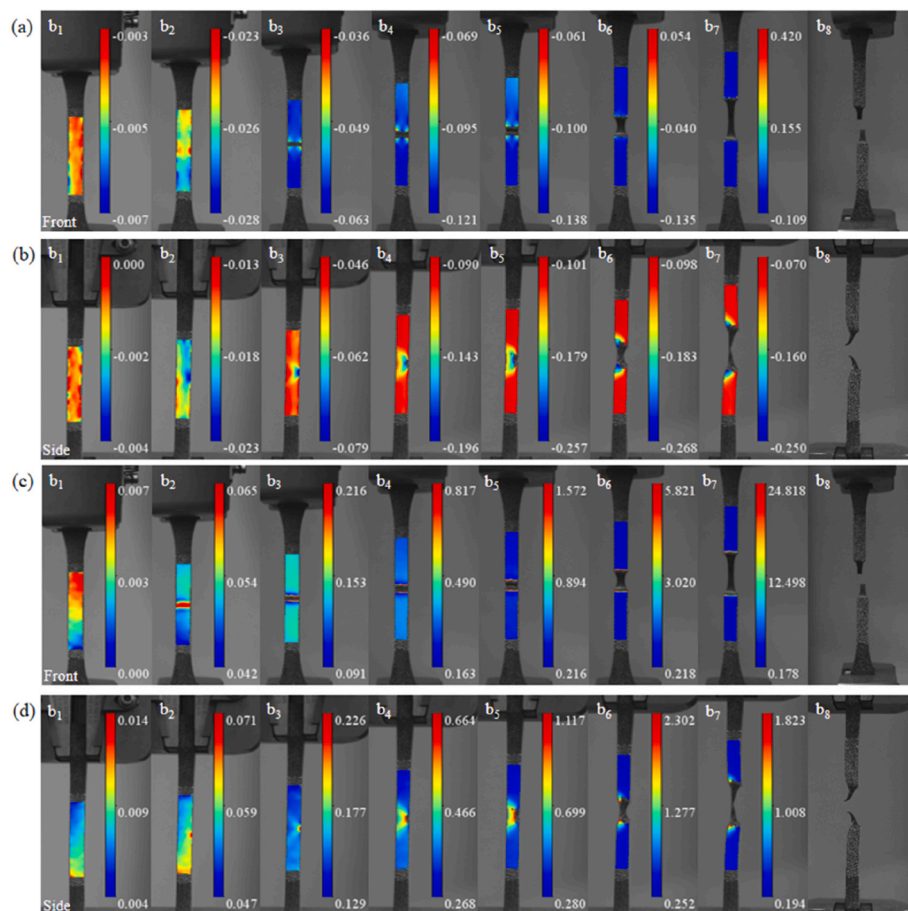 (a) b1 b2 b3 b4 b5 b6 b7 b8
-0.003 -0.023 -0.036 -0.069 -0.061 0.054 0.420
-0.005 -0.026 -0.049 -0.095 -0.100 -0.040 0.155
-0.007 -0.028 -0.063 -0.121 -0.138 -0.135 -0.109
Front
(b) b1 b2 b3 b4 b5 b6 b7 b8
0.000 -0.013 -0.046 -0.090 -0.101 -0.098 -0.070
-0.002 -0.018 -0.062 -0.143 -0.179 -0.183 -0.160
-0.004 -0.023 -0.079 -0.196 -0.257 -0.268 -0.250
Side
(c) b1 b2 b3 b4 b5 b6 b7 b8
0.007 0.065 0.216 0.817 1.572 5.821 24.818
0.003 0.054 0.153 0.490 0.894 3.020 12.498
0.000 0.042 0.091 0.163 0.216 0.218 0.178
Front
(d) b1 b2 b3 b4 b5 b6 b7 b8
0.014 0.071 0.226 0.664 1.117 2.302 1.823
0.009 0.059 0.177 0.466 0.699 1.277 1.008
0.004 0.047 0.129 0.268 0.280 0.252 0.194
Side